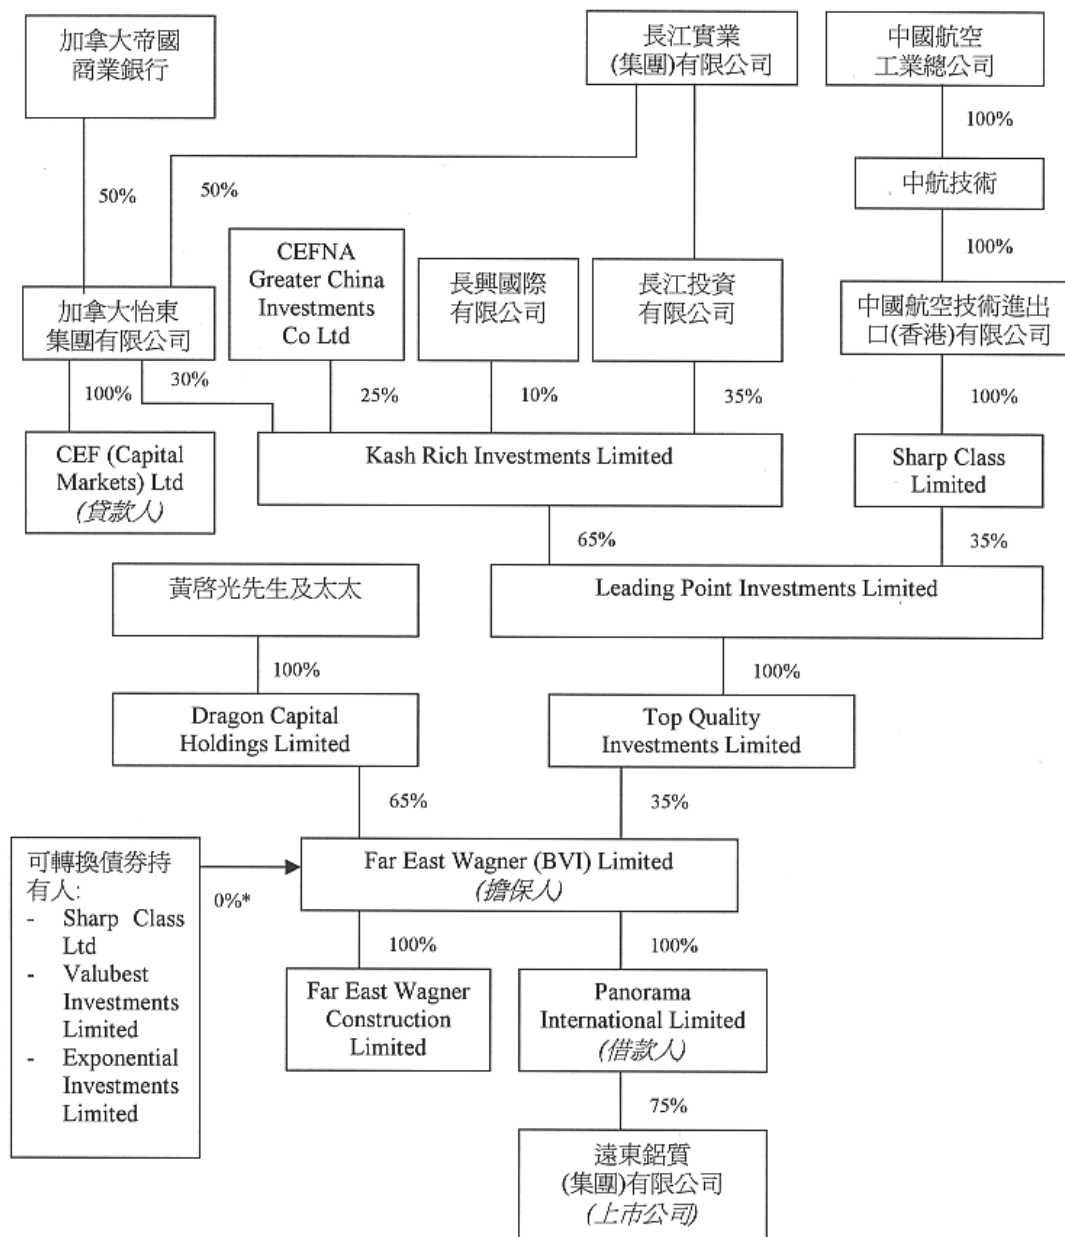 加拿大帝國
商業銀行
長江實業
(集團)有限公司
中國航空
工業總公司
100%
中航技術
50%
50%
100%
CEFNA
Greater China
Investments
Co Ltd
長興國際
有限公司
長江投資
有限公司
中國航空技術進出
口(香港)有限公司
加拿大怡東
集團有限公司
100%
30%
25%
10%
35%
100%
CEF (Capital
Markets) Ltd
(貸款人)
Kash Rich Investments Limited
Sharp Class
Limited
65%
35%
黃啓光先生及太太
Leading Point Investments Limited
100%
100%
Dragon Capital
Holdings Limited
Top Quality
Investments Limited
65%
35%
可轉換債券持
有人:
- Sharp Class
Ltd
- Valubest
Investments
Limited
- Exponential
Investments
Limited
0%*
Far East Wagner (BVI) Limited
(擔保人)
100%
100%
Far East Wagner
Construction
Limited
Panorama
International Limited
(借款人)
75%
遠東鋁質
(集團)有限公司
(上市公司)